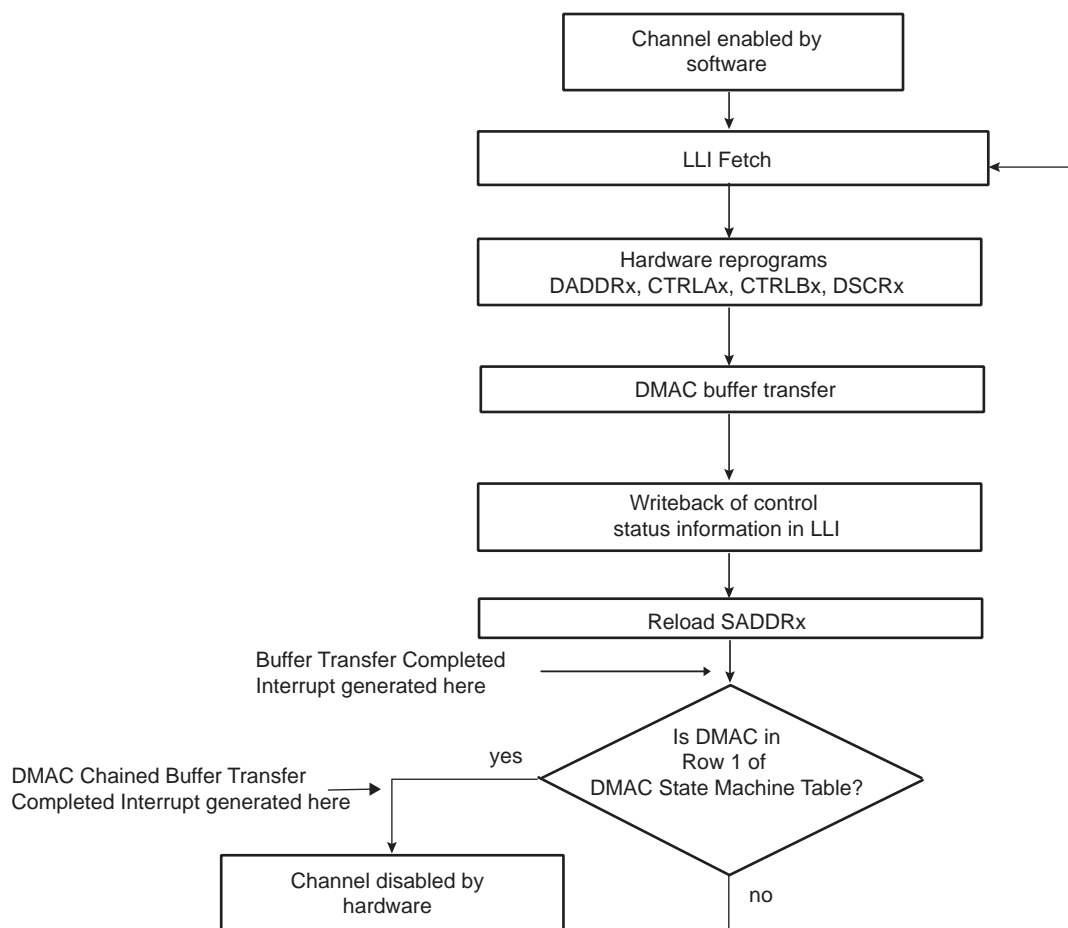 Channel enabled by
software
LLI Fetch
Hardware reprograms
DADDRx, CTRLAx, CTRLBx, DSCRx
DMAC buffer transfer
Writeback of control
status information in LLI
Reload SADDRx
Buffer Transfer Completed
Interrupt generated here
Is DMAC in
Row 1 of
DMAC State Machine Table?
yes
DMAC Chained Buffer Transfer
Completed Interrupt generated here
Channel disabled by
hardware
no